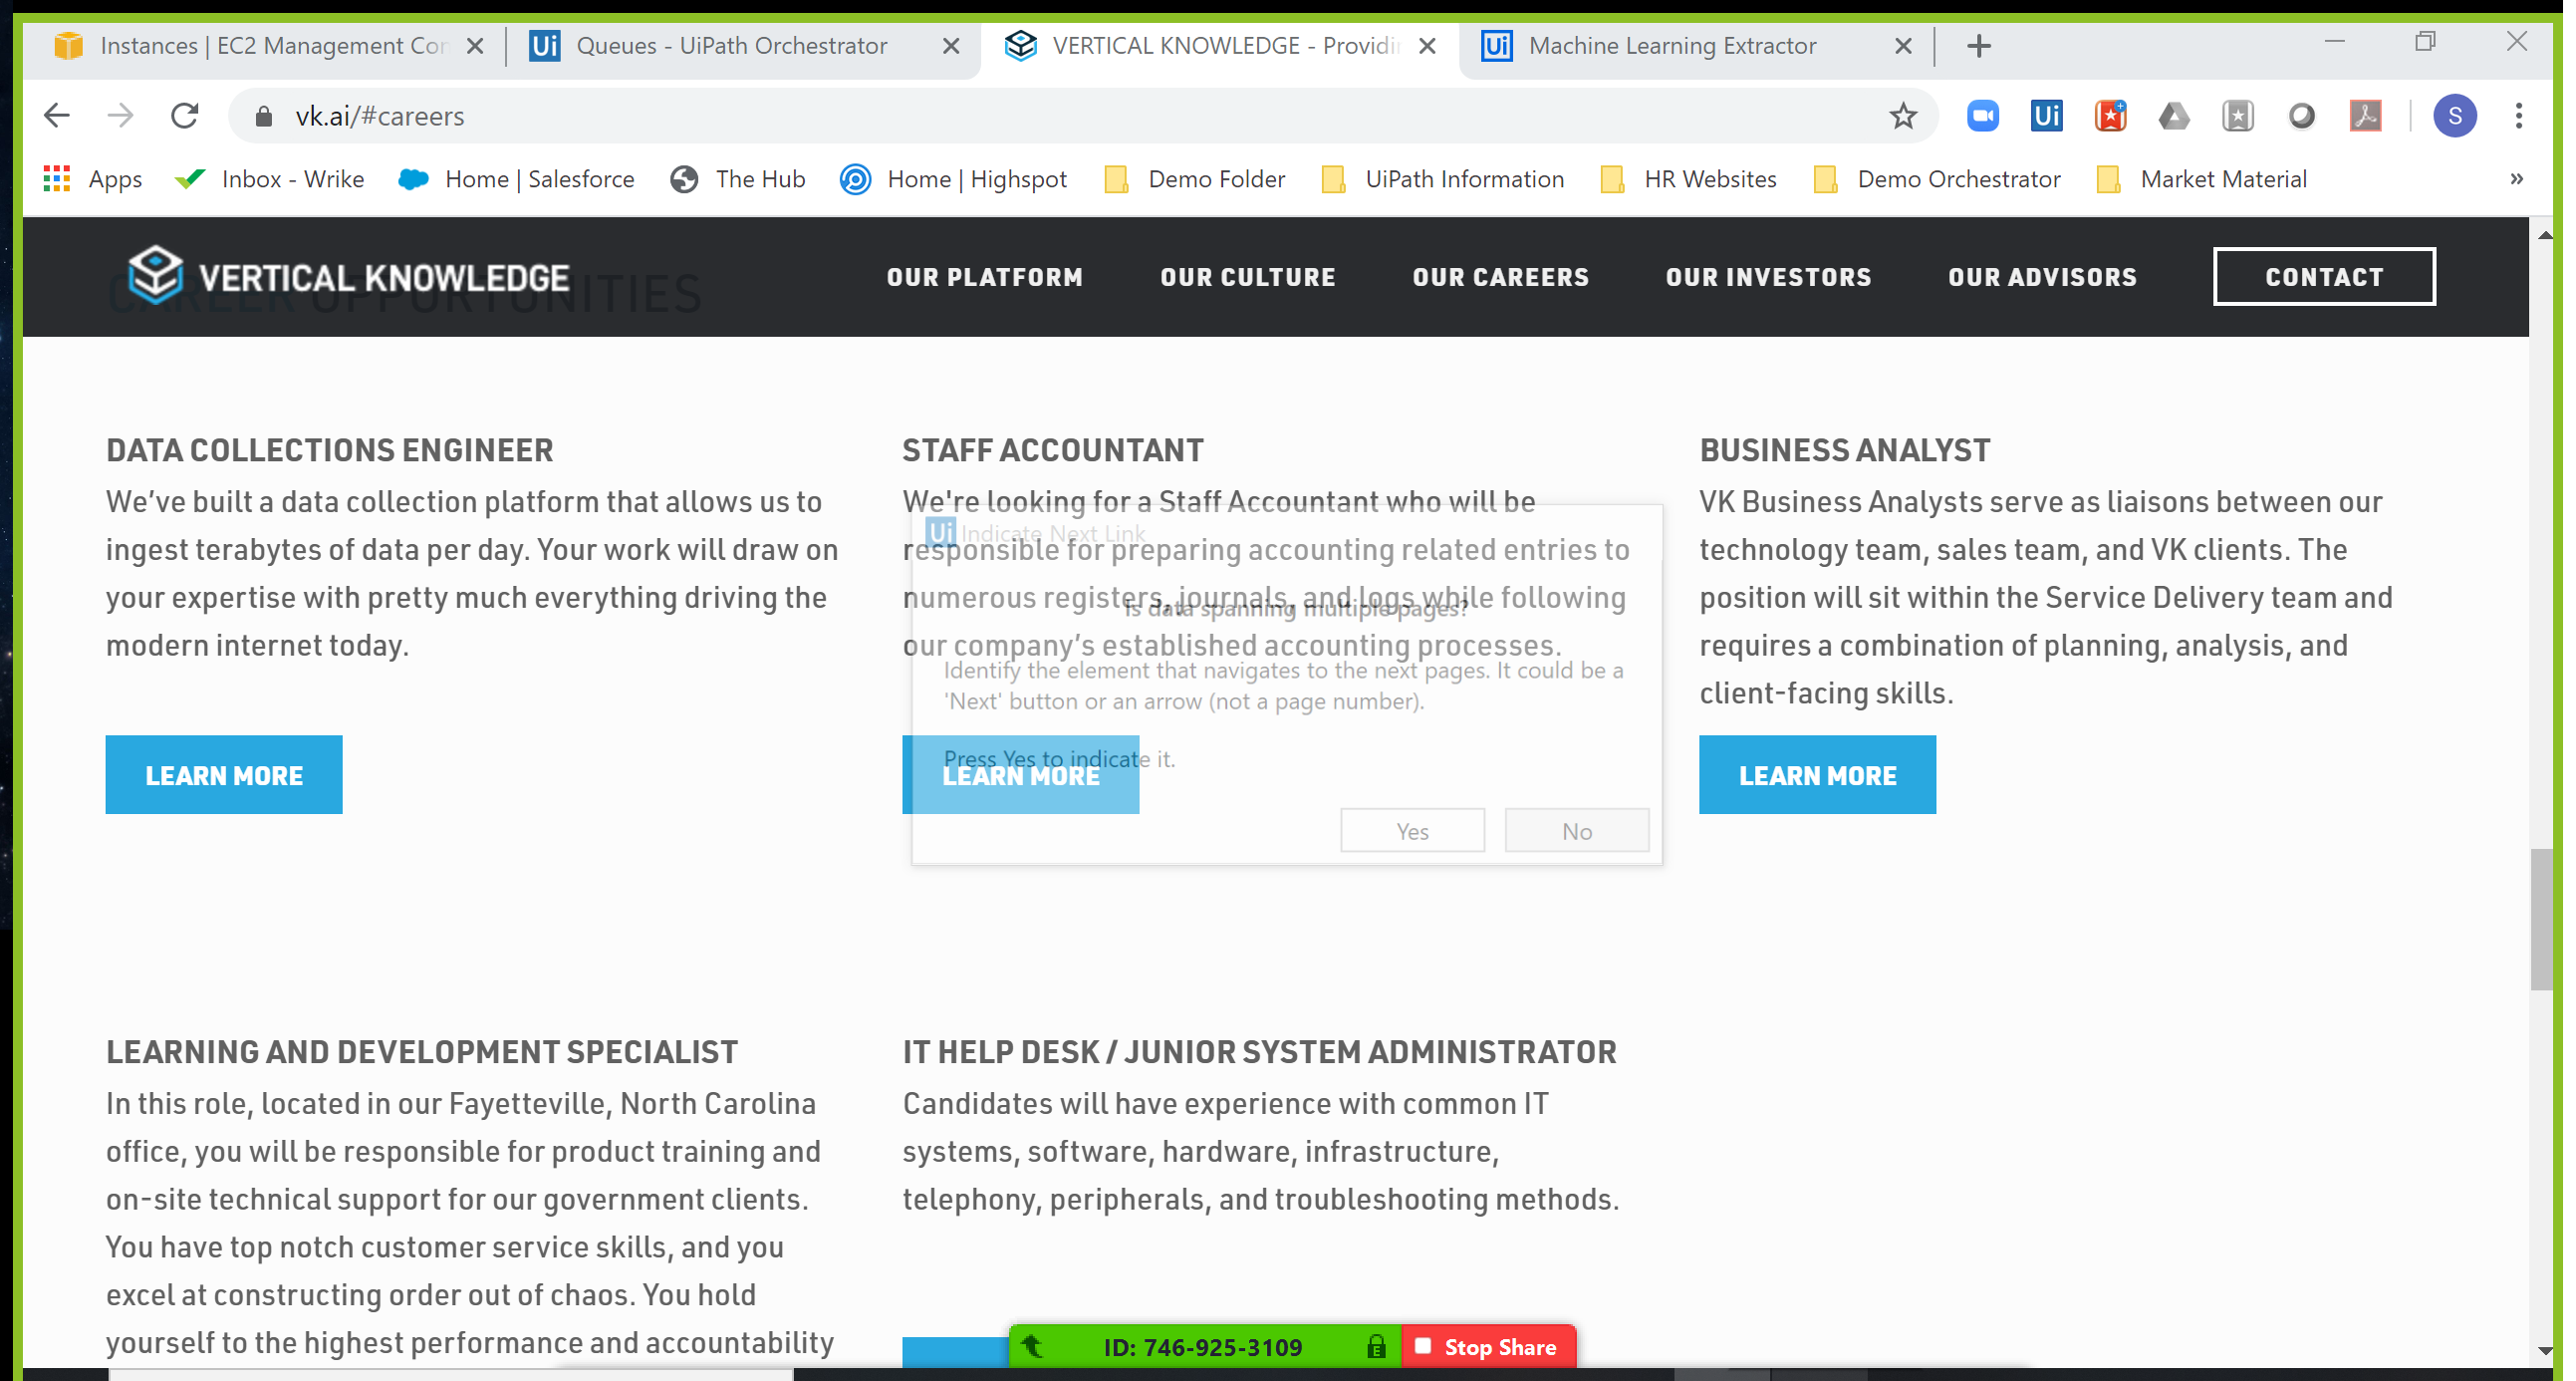 Instances | EC2 Management Con
Queues - UiPath Orchestrator
VERTICAL KNOWLEDGE - Providin
Machine Learning Extractor
vk.ai/#careers
Ui
S
Apps
Inbox - Wrike
Home | Salesforce
The Hub
Home | Highspot
Demo Folder
UiPath Information
HR Websites
Demo Orchestrator
Market Material
»
VERTICAL KNOWLEDGE
CAREER OPPORTUNITIES
OUR PLATFORM
OUR CULTURE
OUR CAREERS
OUR INVESTORS
OUR ADVISORS
CONTACT
DATA COLLECTIONS ENGINEER
We’ve built a data collection platform that allows us to
ingest terabytes of data per day. Your work will draw on
your expertise with pretty much everything driving the
modern internet today.
LEARN MORE
STAFF ACCOUNTANT
We're looking for a Staff Accountant who will be
responsible for preparing accounting related entries to
numerous registers, journals, and logs while following
our company’s established accounting processes.
LEARN MORE
Ui Indicate Next Link
Is data spanning multiple pages?
Identify the element that navigates to the next pages. It could be a
'Next' button or an arrow (not a page number).
Press Yes to indicate it.
Yes
No
BUSINESS ANALYST
VK Business Analysts serve as liaisons between our
technology team, sales team, and VK clients. The
position will sit within the Service Delivery team and
requires a combination of planning, analysis, and
client-facing skills.
LEARN MORE
LEARNING AND DEVELOPMENT SPECIALIST
In this role, located in our Fayetteville, North Carolina
office, you will be responsible for product training and
on-site technical support for our government clients.
You have top notch customer service skills, and you
excel at constructing order out of chaos. You hold
yourself to the highest performance and accountability
IT HELP DESK / JUNIOR SYSTEM ADMINISTRATOR
Candidates will have experience with common IT
systems, software, hardware, infrastructure,
telephony, peripherals, and troubleshooting methods.
ID: 746-925-3109
Stop Share